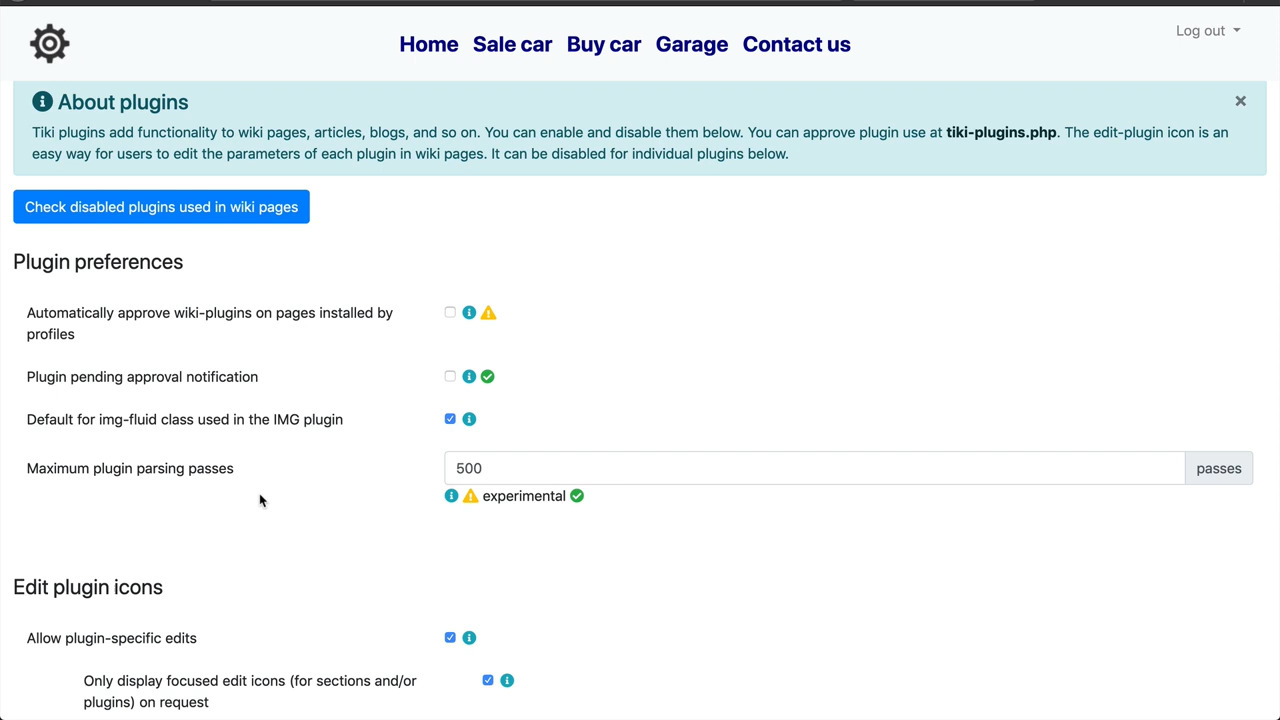 Home Sale car Buy car Garage Contact us
Log out
About plugins
Tiki plugins add functionality to wiki pages, articles, blogs, and so on. You can enable and disable them below. You can approve plugin use at tiki-plugins.php. The edit-plugin icon is an
easy way for users to edit the parameters of each plugin in wiki pages. It can be disabled for individual plugins below.
Check disabled plugins used in wiki pages
Plugin preferences
Automatically approve wiki-plugins on pages installed by
profiles
Plugin pending approval notification
Default for img-fluid class used in the IMG plugin
Maximum plugin parsing passes
500 passes
experimental
Edit plugin icons
Allow plugin-specific edits
Only display focused edit icons (for sections and/or
plugins) on request